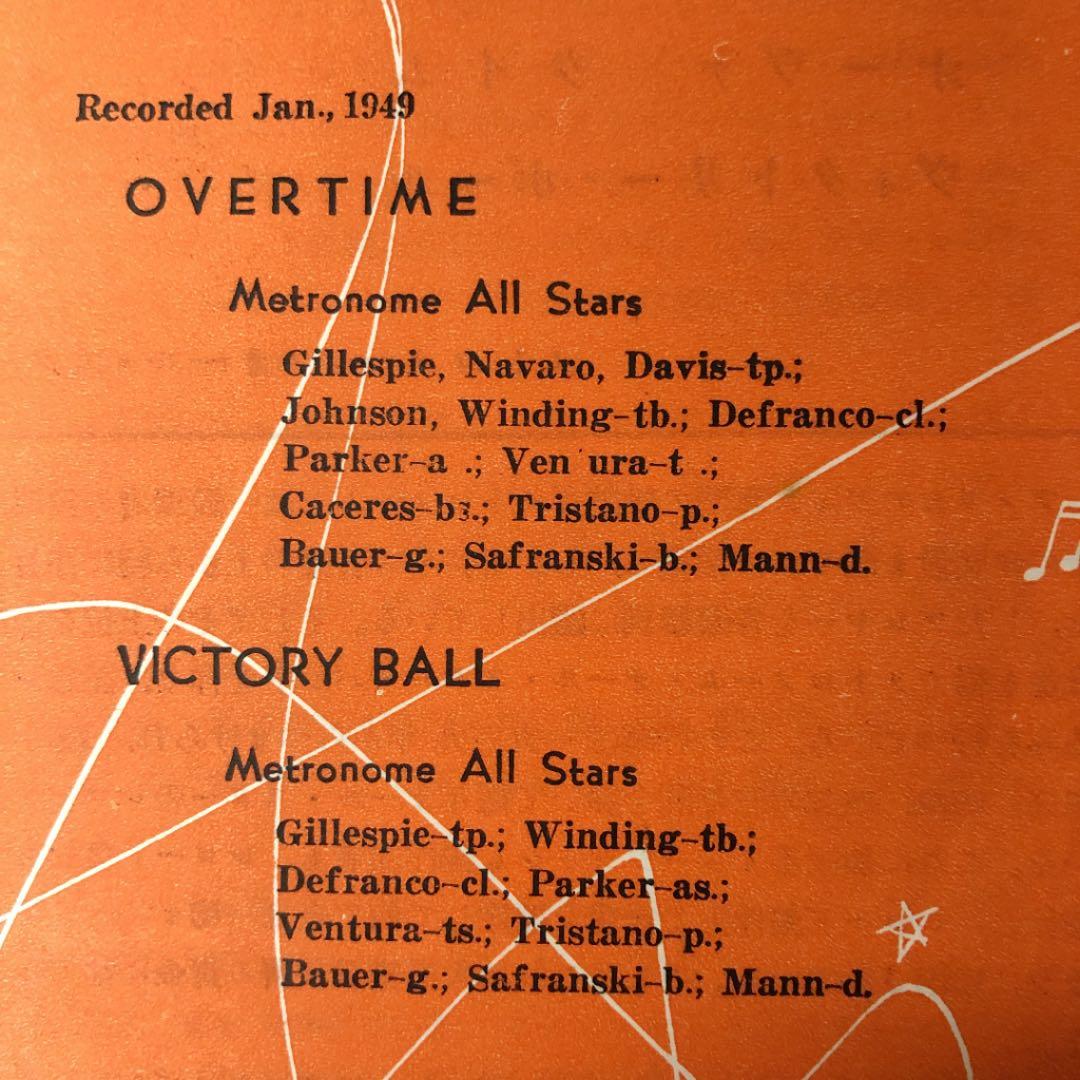 Recorded Jan., 1949
OVERTIME
Metronome All Stars
Gillespie, Navaro, Davis-tp.;
Johnson, Winding-tb.; Defranco-cl.;
Parker-a .; Ven ura-t .;
Caceres-bs.; Tristano-p.;
Bauer-g.; Safranski-b.; Mann-d.
VICTORY BALL
Metronome All Stars
Gillespie-tp.; Winding-tb.;
Defranco-cl.; Parker-as.;
Ventura-ts.; Tristano-p.;
Bauer-g.; Safranski-b.; Mann-d.